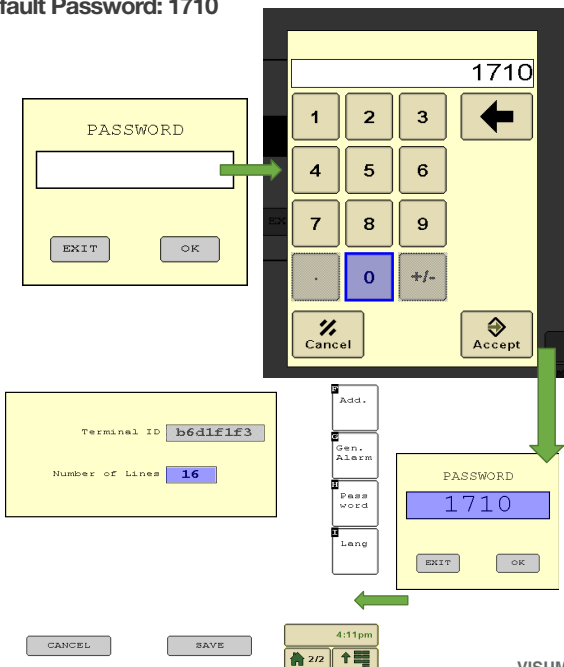 fault Password: 1710
1710
PASSWORD
1 2 3
4 5 6
7 8 9
. 0 +/-
EXIT OK
EX
Cancel Accept
Terminal ID b6d1f1f3
Number of Lines 16
F
Add.
G
Gen.
Alarm
H
Pass
word
I
Lang
PASSWORD
1710
EXIT OK
4:11pm
CANCEL SAVE
2/2
VISUM